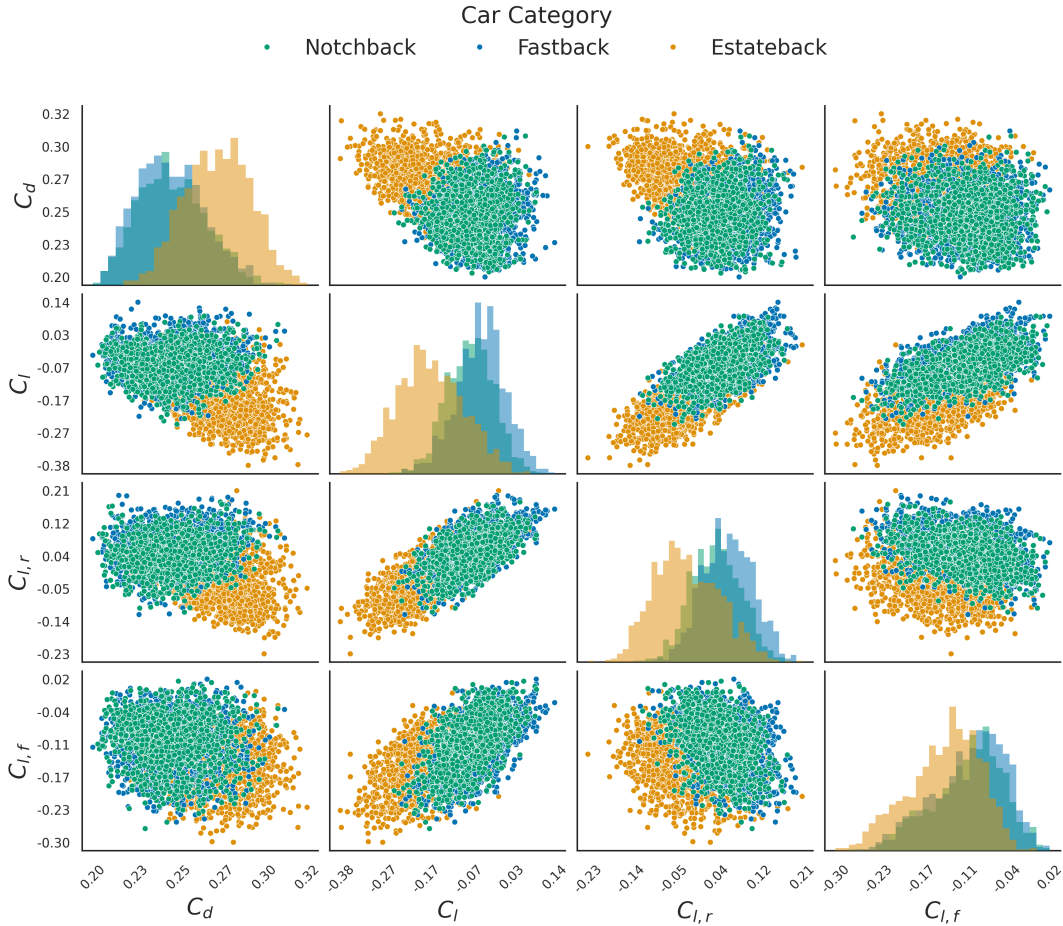 Car Category
Notchback Fastback Estateback
C_d
0.32
0.30
0.27
0.25
0.23
0.20
C_l
0.14
0.03
-0.07
-0.17
-0.27
-0.38
C_{l,r}
0.21
0.12
0.04
-0.05
-0.14
-0.23
C_{l,f}
0.02
-0.04
-0.11
-0.17
-0.23
-0.30
0.20 0.23 0.25 0.27 0.30 0.32
-0.38 -0.27 -0.17 -0.07 0.03 0.14
-0.23 -0.14 -0.05 0.04 0.12 0.21
-0.30 -0.23 -0.17 -0.11 -0.04 0.02
C_d C_l C_{l,r} C_{l,f}